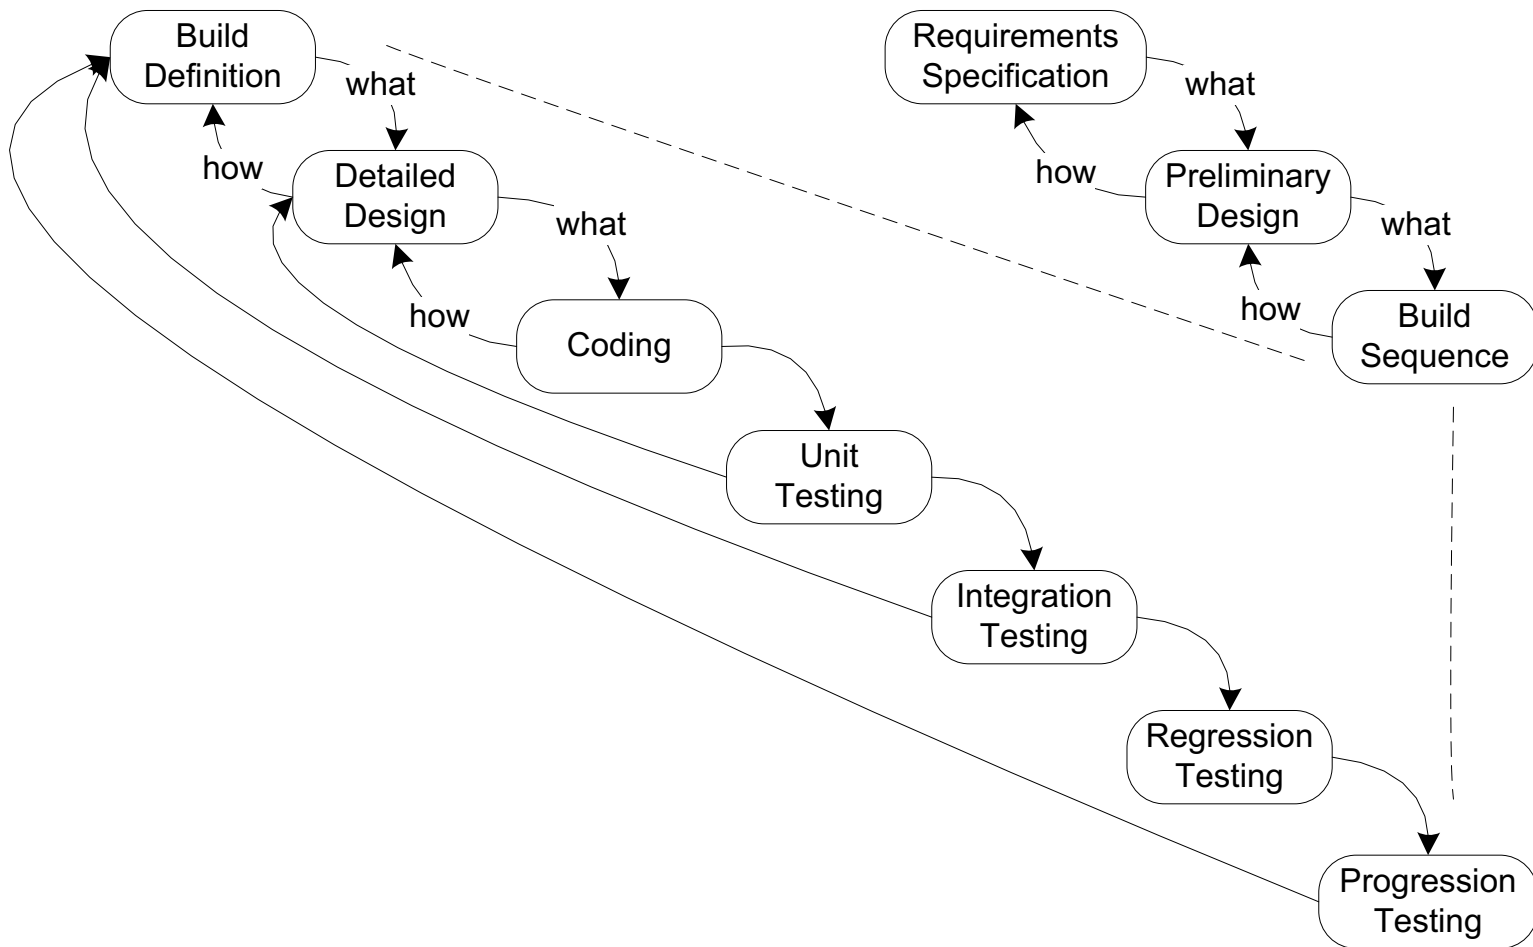 Build
Definition
what
how
Detailed
Design
what
how
Coding
Unit
Testing
Integration
Testing
Regression
Testing
Progression
Testing
Requirements
Specification
what
how
Preliminary
Design
what
how
Build
Sequence